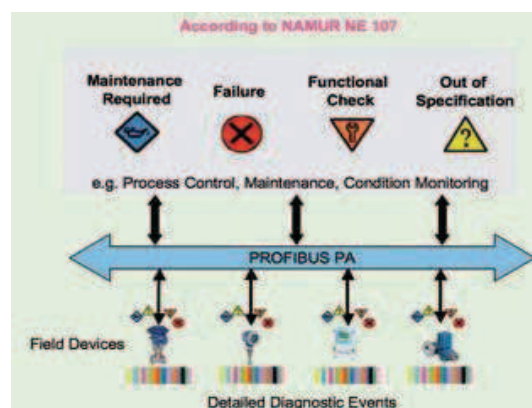 According to NAMUR NE 107
Maintenance Required
Failure
Functional Check
Out of Specification
?
e.g. Process Control, Maintenance, Condition Monitoring
PROFIBUS PA
Field Devices
Detailed Diagnostic Events